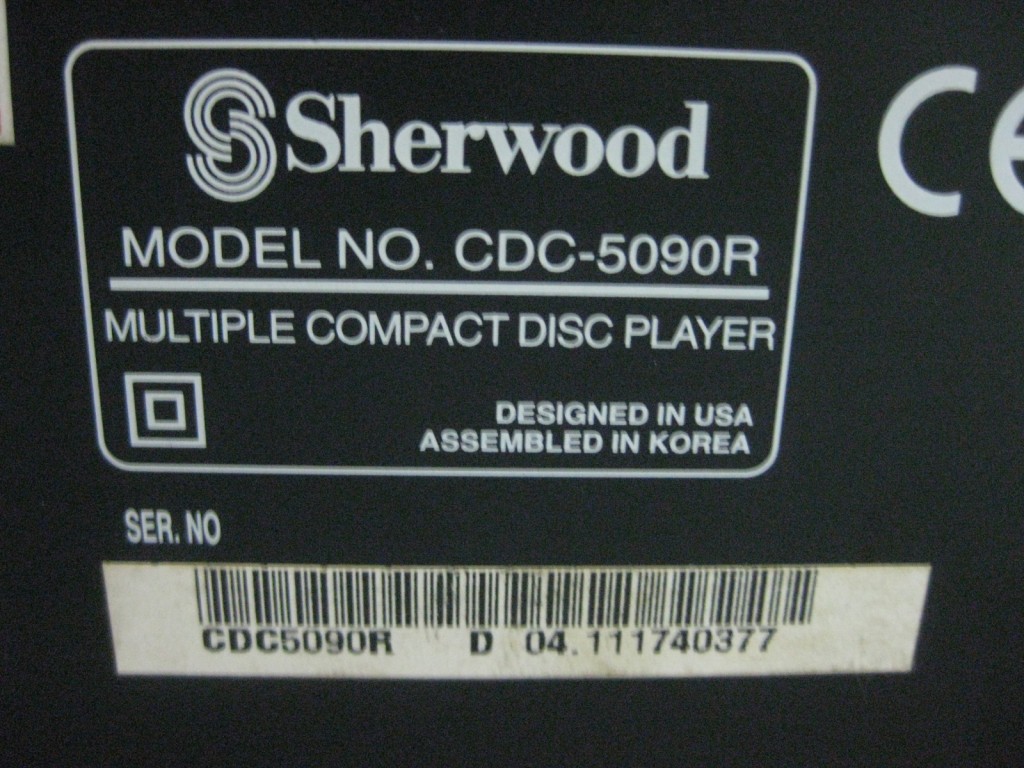 Sherwood
MODEL NO. CDC-5090R
MULTIPLE COMPACT DISC PLAYER
DESIGNED IN USA
ASSEMBLED IN KOREA
CE
SER. NO
CDC5090R D 04.111740377